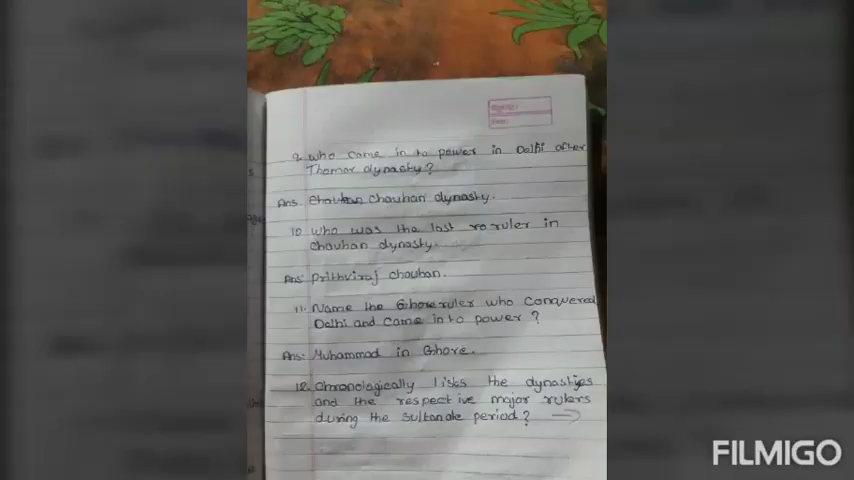 9. Who came in to power in Delhi after
Thomar dynasty?
Ans. Chauhan dynasty.
10 Who was the last ruler in
chauhan dynasty.
Ans: Prithviraj chauhan.
11. Name the Ghore ruler who conquered
Delhi and came into power?
Ans: Muhammad in Ghore.
12. Chronologically lists the dynasties
and the respective major rulers
during the sultanate period?
FILMIGO